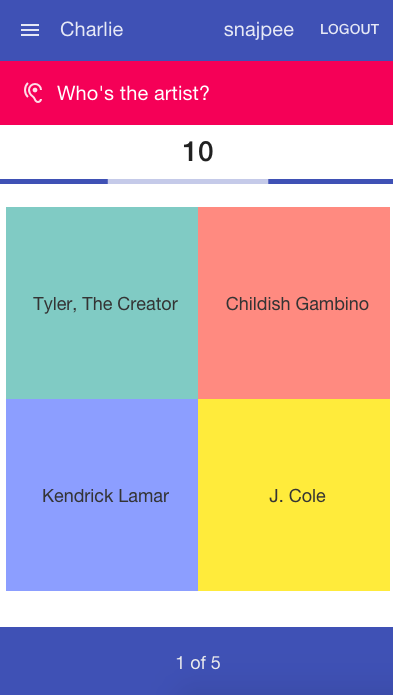 Charlie snajpee LOGOUT
Who's the artist?
10
Tyler, The Creator
Childish Gambino
Kendrick Lamar
J. Cole
1 of 5